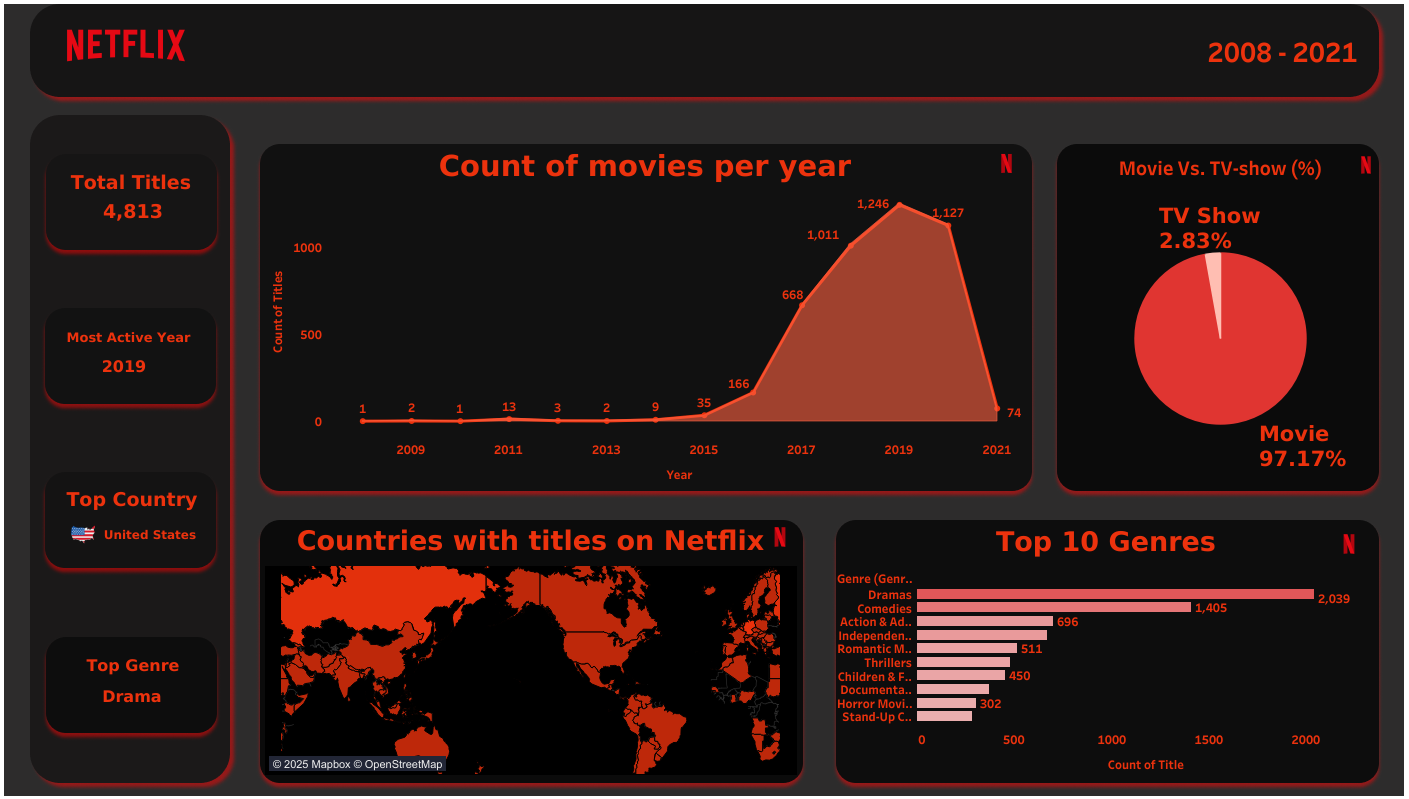 NETFLIX
2008 - 2021
Total Titles
4,813
Most Active Year
2019
Top Country
United States
Top Genre
Drama
Count of movies per year
N
Count of Titles
1000
500
0
1
2
1
13
3
2
9
35
166
668
1,011
1,246
1,127
74
2009
2011
2013
2015
2017
2019
2021
Year
Movie Vs. TV-show (%)
N
TV Show
2.83%
Movie
97.17%
Countries with titles on Netflix
N
© 2025 Mapbox © OpenStreetMap
Top 10 Genres
N
Genre (Genr..
Dramas 2,039
Comedies 1,405
Action & Ad.. 696
Independen..
Romantic M.. 511
Thrillers
Children & F.. 450
Documenta..
Horror Movi.. 302
Stand-Up C..
0 500 1000 1500 2000
Count of Title